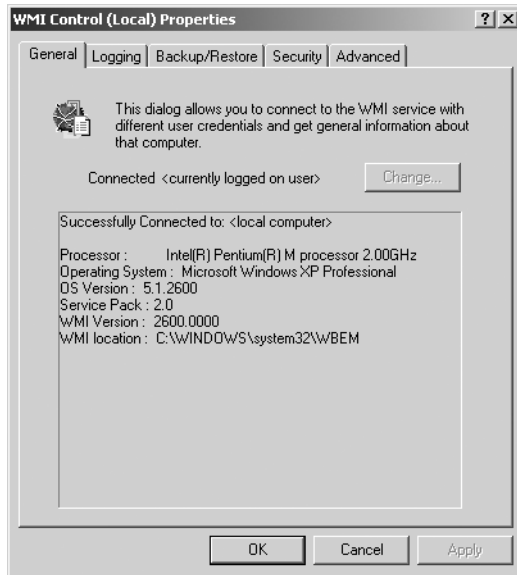 WMI Control (Local) Properties
General
Logging
Backup/Restore
Security
Advanced
This dialog allows you to connect to the WMI service with
different user credentials and get general information about
that computer.
Connected <currently logged on user>
Change...
Successfully Connected to: <local computer>
Processor : Intel(R) Pentium(R) M processor 2.00GHz
Operating System : Microsoft Windows XP Professional
OS Version : 5.1.2600
Service Pack : 2.0
WMI Version : 2600.0000
WMI location : C:\WINDOWS\system32\WBEM
OK
Cancel
Apply